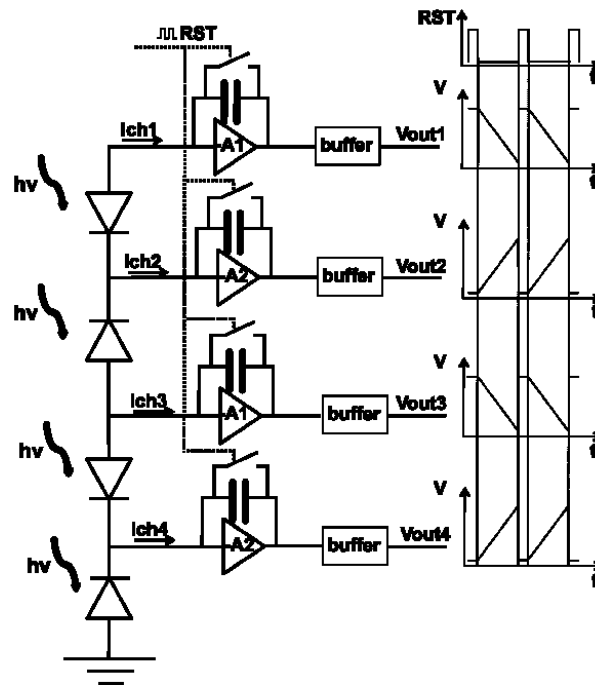 RST
RST
t
V
Ich1
-A1
buffer
Vout1
t
hv
V
Ich2
-A2
buffer
Vout2
t
hv
V
Ich3
-A1
buffer
Vout3
t
hv
V
Ich4
-A2
buffer
Vout4
hv
t